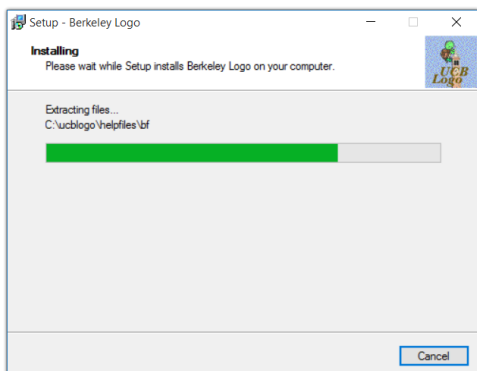 Setup - Berkeley Logo
Installing
Please wait while Setup installs Berkeley Logo on your computer.
UCB
Logo
Extracting files...
C:\ucblogo\helpfiles\bf
Cancel